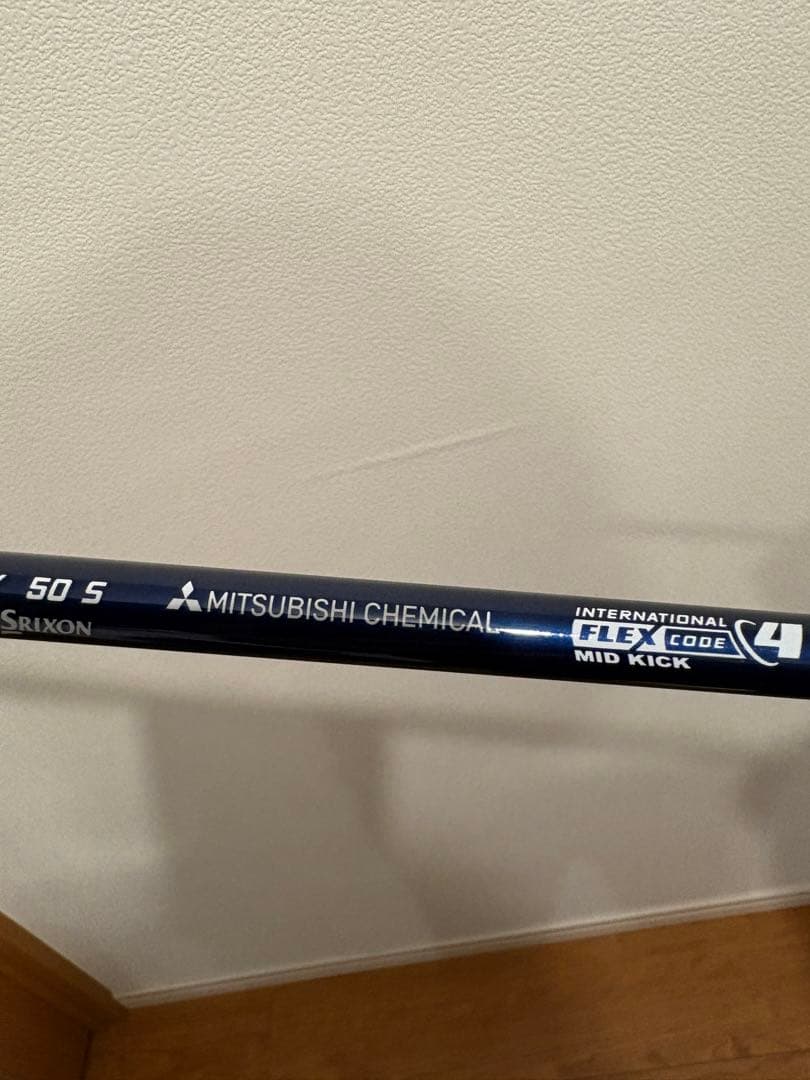 50 S
SRIXON
MITSUBISHI CHEMICAL
INTERNATIONAL
FLEX CODE 4
MID KICK